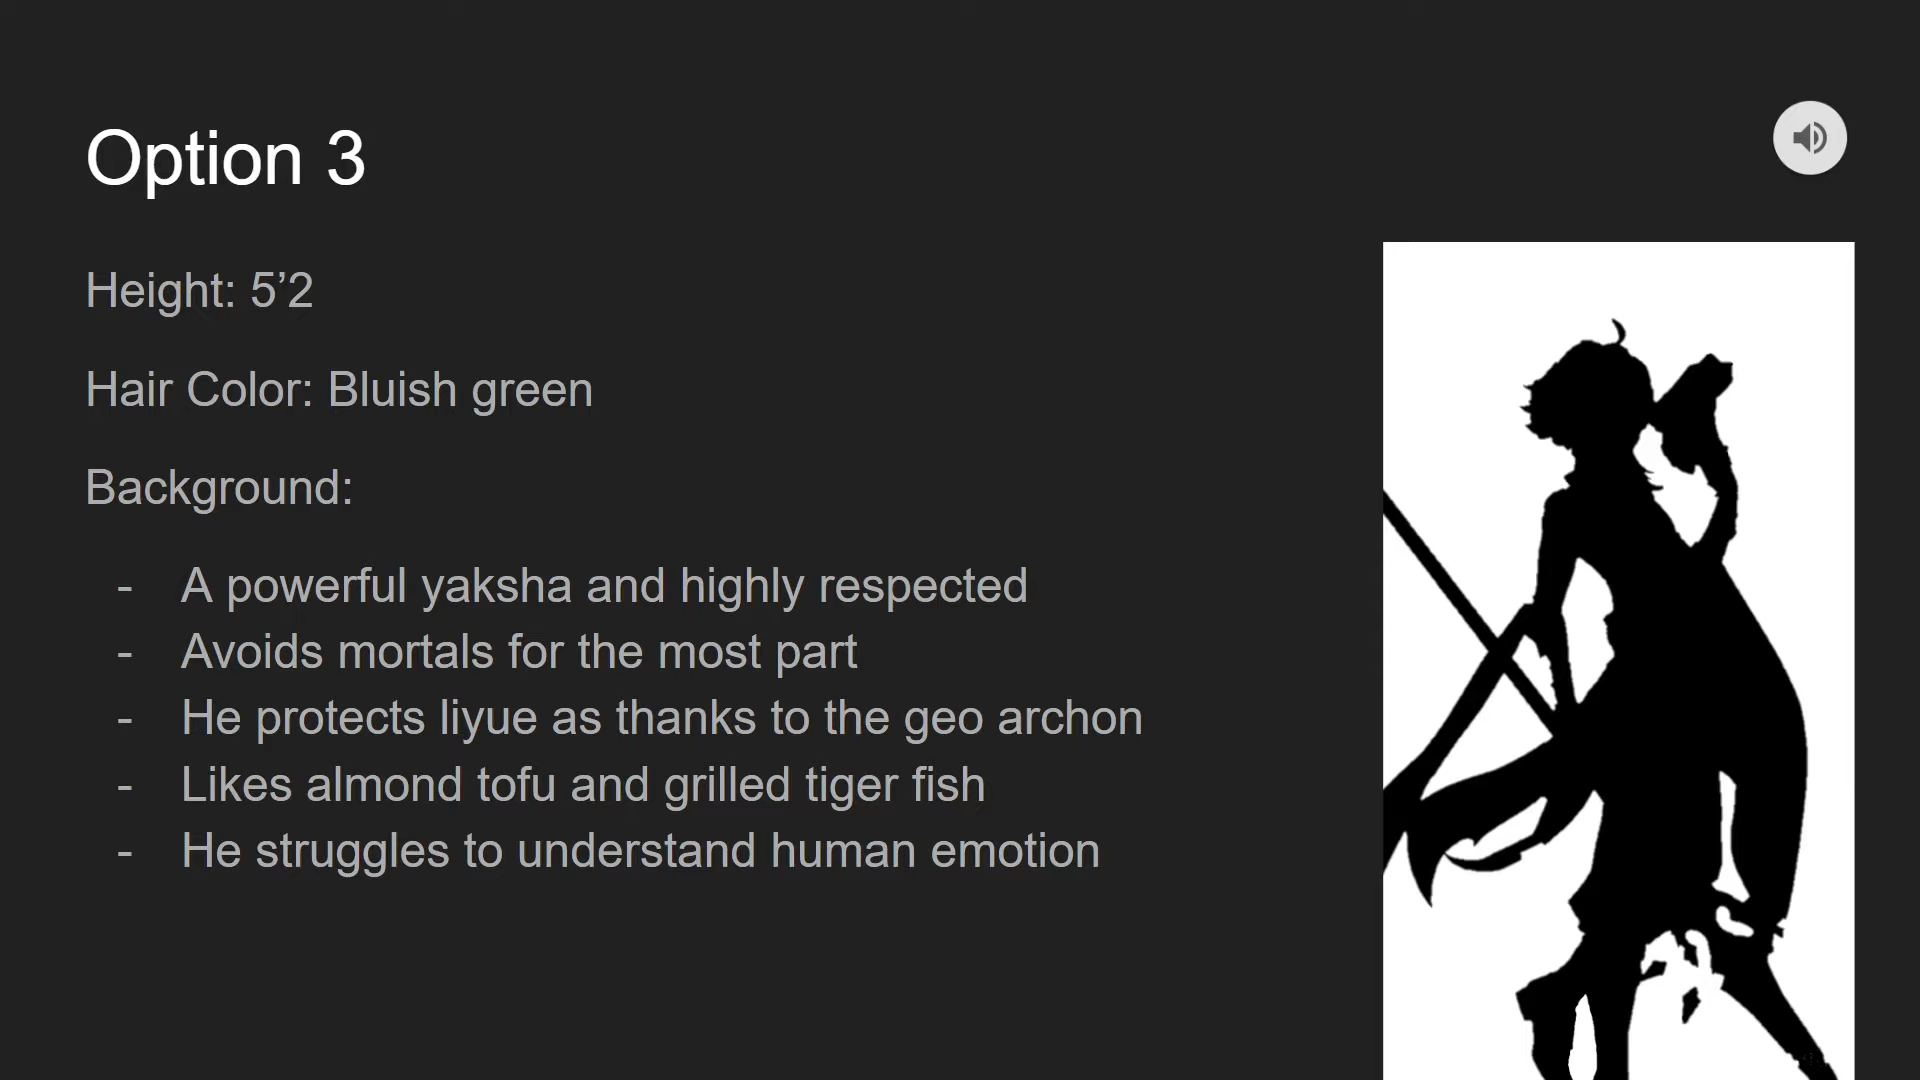 Option 3
Height: 5’2
Hair Color: Bluish green
Background:
- A powerful yaksha and highly respected
- Avoids mortals for the most part
- He protects liyue as thanks to the geo archon
- Likes almond tofu and grilled tiger fish
- He struggles to understand human emotion